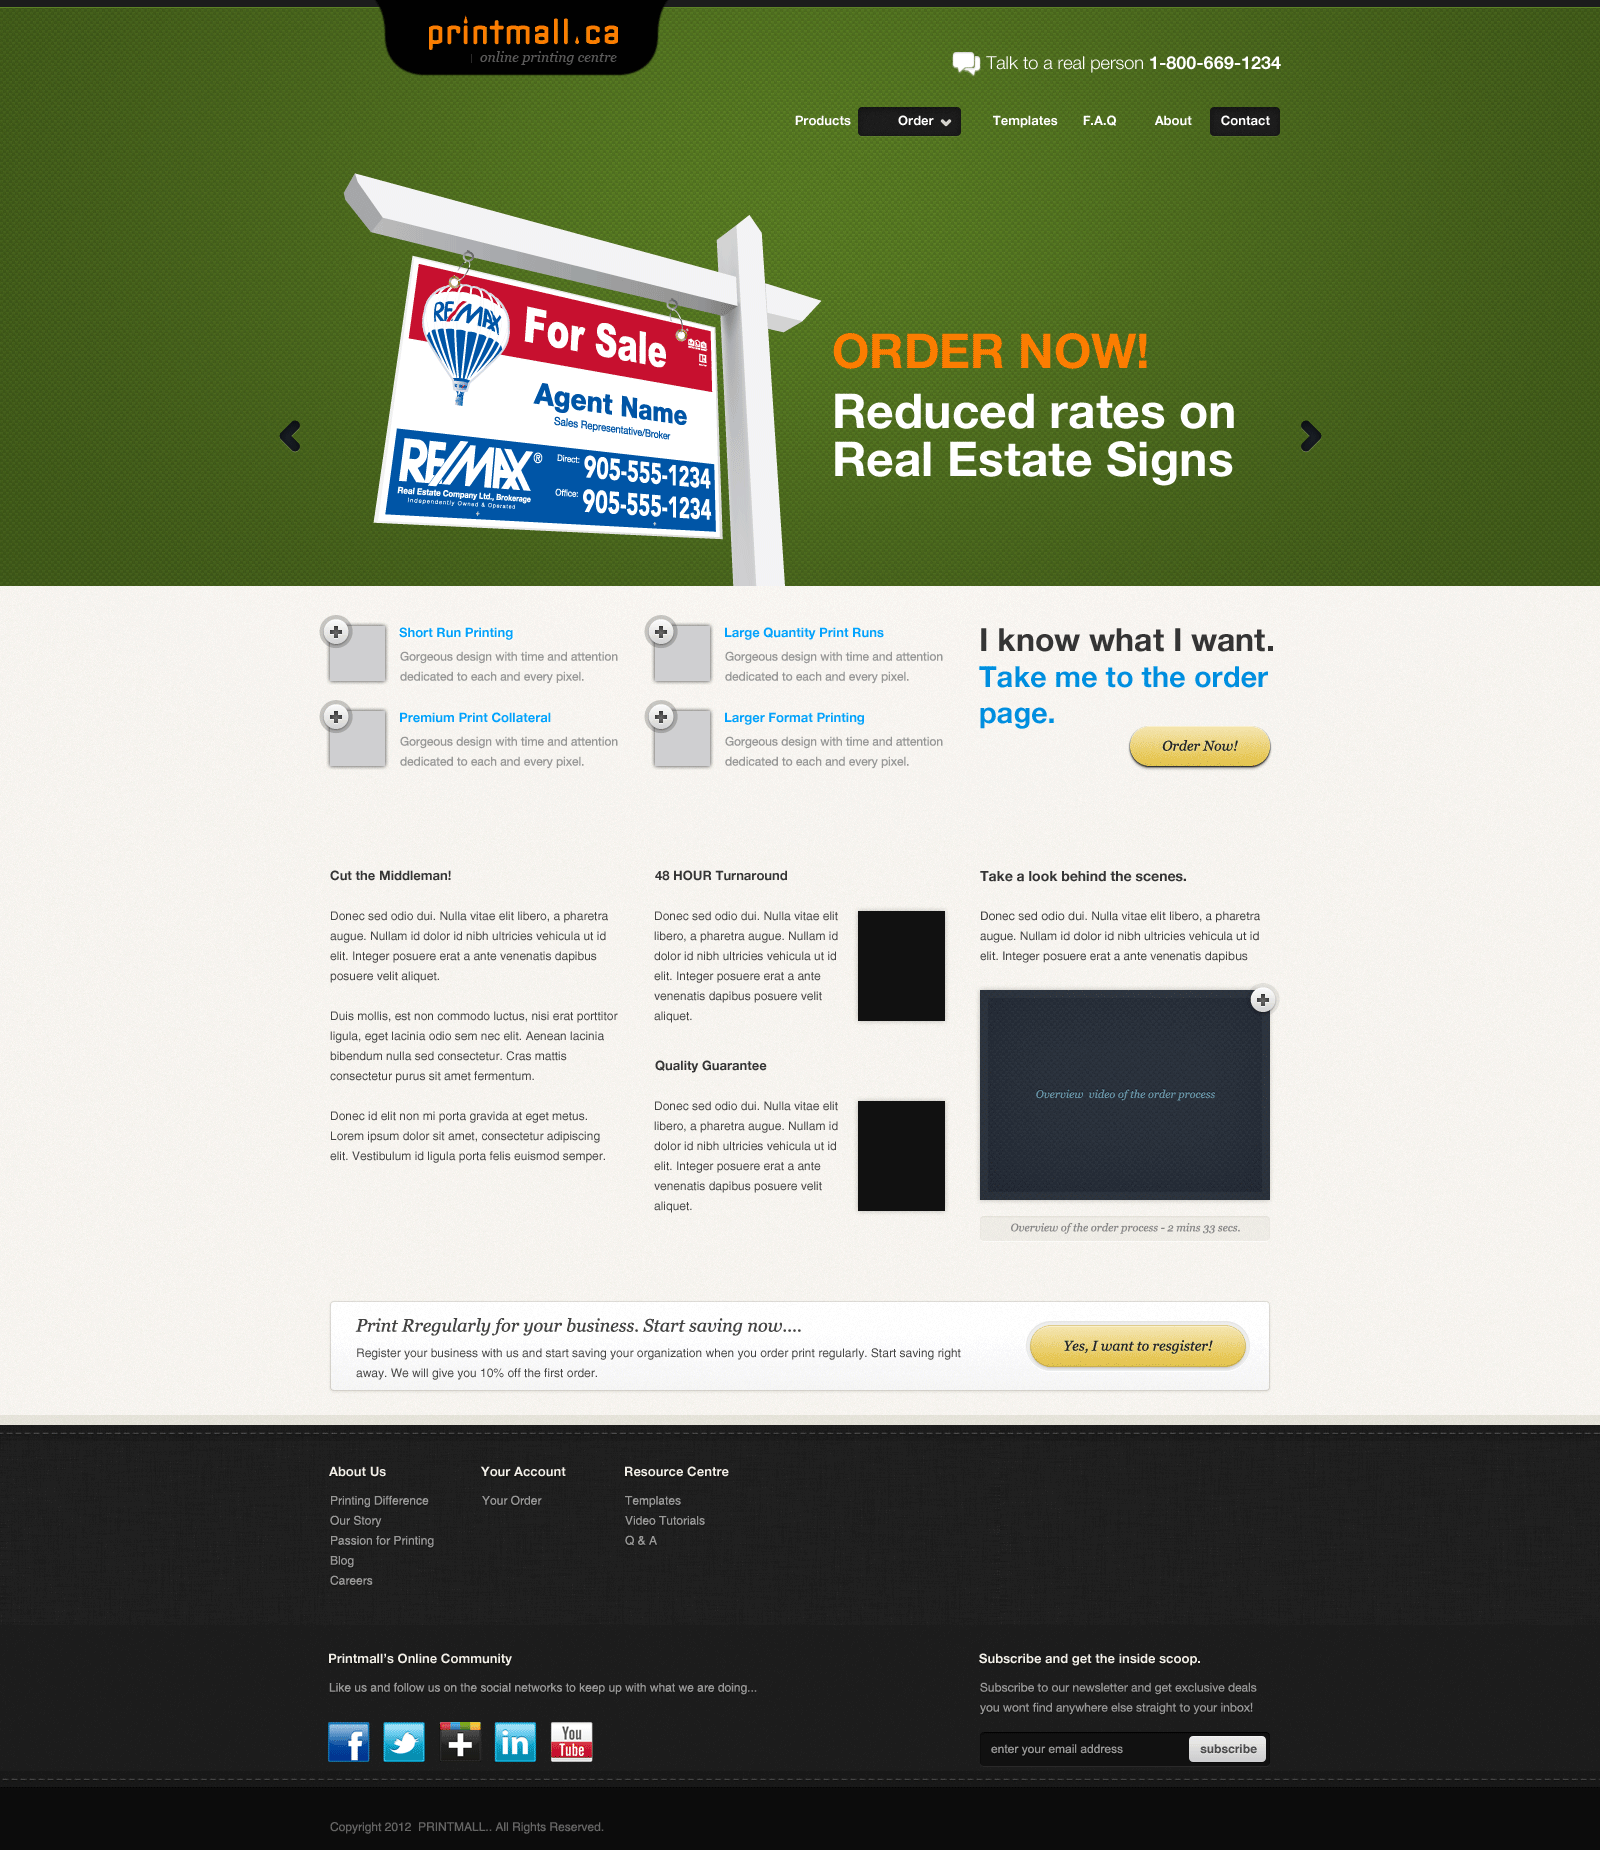 printmall.ca
online printing centre
Talk to a real person 1-800-669-1234
Products Order Templates F.A.Q About Contact
RE/MAX
For Sale
Agent Name
Sales Representative/Broker
RE/MAX®
Direct: 905-555-1234
Real Estate Company Ltd., Brokerage
Independently Owned & Operated
Office: 905-555-1234
ORDER NOW!
Reduced rates on
Real Estate Signs
Short Run Printing
Gorgeous design with time and attention
dedicated to each and every pixel.
Large Quantity Print Runs
Gorgeous design with time and attention
dedicated to each and every pixel.
Premium Print Collateral
Gorgeous design with time and attention
dedicated to each and every pixel.
Larger Format Printing
Gorgeous design with time and attention
dedicated to each and every pixel.
I know what I want.
Take me to the order
page.
Order Now!
Cut the Middleman!
Donec sed odio dui. Nulla vitae elit libero, a pharetra
augue. Nullam id dolor id nibh ultricies vehicula ut id
elit. Integer posuere erat a ante venenatis dapibus
posuere velit aliquet.
Duis mollis, est non commodo luctus, nisi erat porttitor
ligula, eget lacinia odio sem nec elit. Aenean lacinia
bibendum nulla sed consectetur. Cras mattis
consectetur purus sit amet fermentum.
Donec id elit non mi porta gravida at eget metus.
Lorem ipsum dolor sit amet, consectetur adipiscing
elit. Vestibulum id ligula porta felis euismod semper.
48 HOUR Turnaround
Donec sed odio dui. Nulla vitae elit
libero, a pharetra augue. Nullam id
dolor id nibh ultricies vehicula ut id
elit. Integer posuere erat a ante
venenatis dapibus posuere velit
aliquet.
Quality Guarantee
Donec sed odio dui. Nulla vitae elit
libero, a pharetra augue. Nullam id
dolor id nibh ultricies vehicula ut id
elit. Integer posuere erat a ante
venenatis dapibus posuere velit
aliquet.
Take a look behind the scenes.
Donec sed odio dui. Nulla vitae elit libero, a pharetra
augue. Nullam id dolor id nibh ultricies vehicula ut id
elit. Integer posuere erat a ante venenatis dapibus
Overview video of the order process
Overview of the order process - 2 mins 33 secs.
Print Rregularly for your business. Start saving now....
Register your business with us and start saving your organization when you order print regularly. Start saving right
away. We will give you 10% off the first order.
Yes, I want to resgister!
About Us
Printing Difference
Our Story
Passion for Printing
Blog
Careers
Your Account
Your Order
Resource Centre
Templates
Video Tutorials
Q & A
Printmall's Online Community
Like us and follow us on the social networks to keep up with what we are doing...
f
in
You
Tube
Subscribe and get the inside scoop.
Subscribe to our newsletter and get exclusive deals
you wont find anywhere else straight to your inbox!
enter your email address subscribe
Copyright 2012 PRINTMALL.. All Rights Reserved.